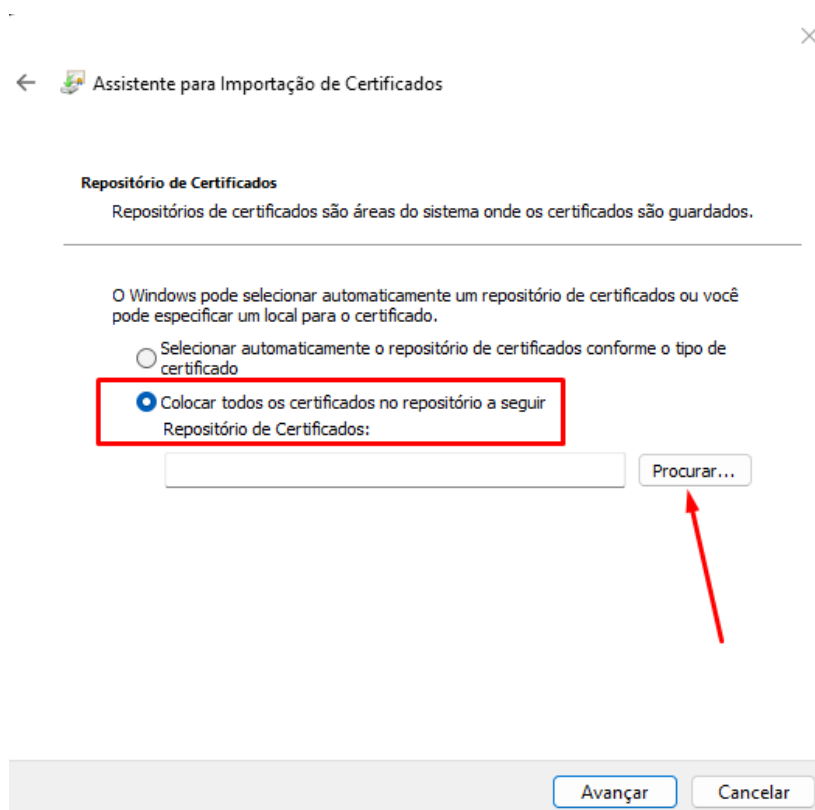 Assistente para Importação de Certificados
Repositório de Certificados
Repositórios de certificados são áreas do sistema onde os certificados são guardados.
O Windows pode selecionar automaticamente um repositório de certificados ou você
pode especificar um local para o certificado.
Selecionar automaticamente o repositório de certificados conforme o tipo de
certificado
Colocar todos os certificados no repositório a seguir
Repositório de Certificados:
Procurar...
Avançar
Cancelar